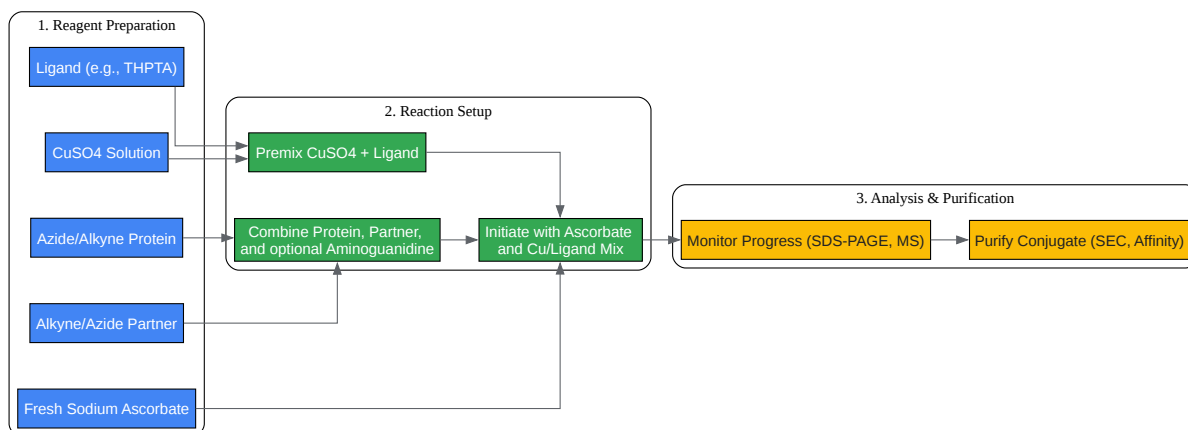 1. Reagent Preparation
Ligand (e.g., THPTA)
CuSO4 Solution
Azide/Alkyne Protein
Alkyne/Azide Partner
Fresh Sodium Ascorbate
2. Reaction Setup
Premix CuSO4 + Ligand
Combine Protein, Partner,
and optional Aminoguanidine
Initiate with Ascorbate
and Cu/Ligand Mix
3. Analysis & Purification
Monitor Progress (SDS-PAGE, MS)
Purify Conjugate (SEC, Affinity)